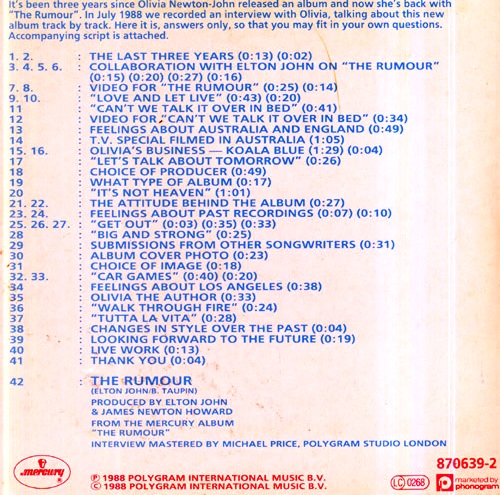 It's been three years since Olivia Newton-John released an album and now she's back with
"The Rumour". In July 1988 we recorded an interview with Olivia, talking about this new
album track by track. Here it is, answers only, so that you may fit in your own questions.
Accompanying script is attached.
1, 2. : THE LAST THREE YEARS (0:13) (0:02)
3, 4, 5, 6. : COLLABORATION WITH ELTON JOHN ON "THE RUMOUR"
(0:15) (0:20) (0:27) (0:16)
7, 8. : VIDEO FOR "THE RUMOUR" (0:25) (0:14)
9, 10. : "LOVE AND LET LIVE" (0:43) (0:20)
11 : "CAN'T WE TALK IT OVER IN BED" (0:41)
12 : VIDEO FOR "CAN'T WE TALK IT OVER IN BED" (0:34)
13 : FEELINGS ABOUT AUSTRALIA AND ENGLAND (0:49)
14 : T.V. SPECIAL FILMED IN AUSTRALIA (1:05)
15, 16. : OLIVIA'S BUSINESS — KOALA BLUE (1:29) (0:04)
17 : "LET'S TALK ABOUT TOMORROW" (0:26)
18 : CHOICE OF PRODUCER (0:49)
19 : WHAT TYPE OF ALBUM (0:17)
20 : "IT'S NOT HEAVEN" (1:01)
21, 22. : THE ATTITUDE BEHIND THE ALBUM (0:27)
23, 24. : FEELINGS ABOUT PAST RECORDINGS (0:07) (0:10)
25, 26, 27. : "GET OUT" (0:03) (0:35) (0:33)
28 : "BIG AND STRONG" (0:25)
29 : SUBMISSIONS FROM OTHER SONGWRITERS (0:31)
30 : ALBUM COVER PHOTO (0:23)
31 : CHOICE OF IMAGE (0:18)
32, 33. : "CAR GAMES" (0:40) (0:20)
34 : FEELINGS ABOUT LOS ANGELES (0:38)
35 : OLIVIA THE AUTHOR (0:33)
36 : "WALK THROUGH FIRE" (0:24)
37 : "TUTTA LA VITA" (0:28)
38 : CHANGES IN STYLE OVER THE PAST (0:04)
39 : LOOKING FORWARD TO THE FUTURE (0:19)
40 : LIVE WORK (0:13)
41 : THANK YOU (0:04)
42 : THE RUMOUR
(ELTON JOHN/B. TAUPIN)
PRODUCED BY ELTON JOHN
& JAMES NEWTON HOWARD
FROM THE MERCURY ALBUM
"THE RUMOUR"
INTERVIEW MASTERED BY MICHAEL PRICE, POLYGRAM STUDIO LONDON
870639-2
mercury
℗ 1988 POLYGRAM INTERNATIONAL MUSIC B.V.
© 1988 POLYGRAM INTERNATIONAL MUSIC B.V.
LC 0268
marketed by
phonogram